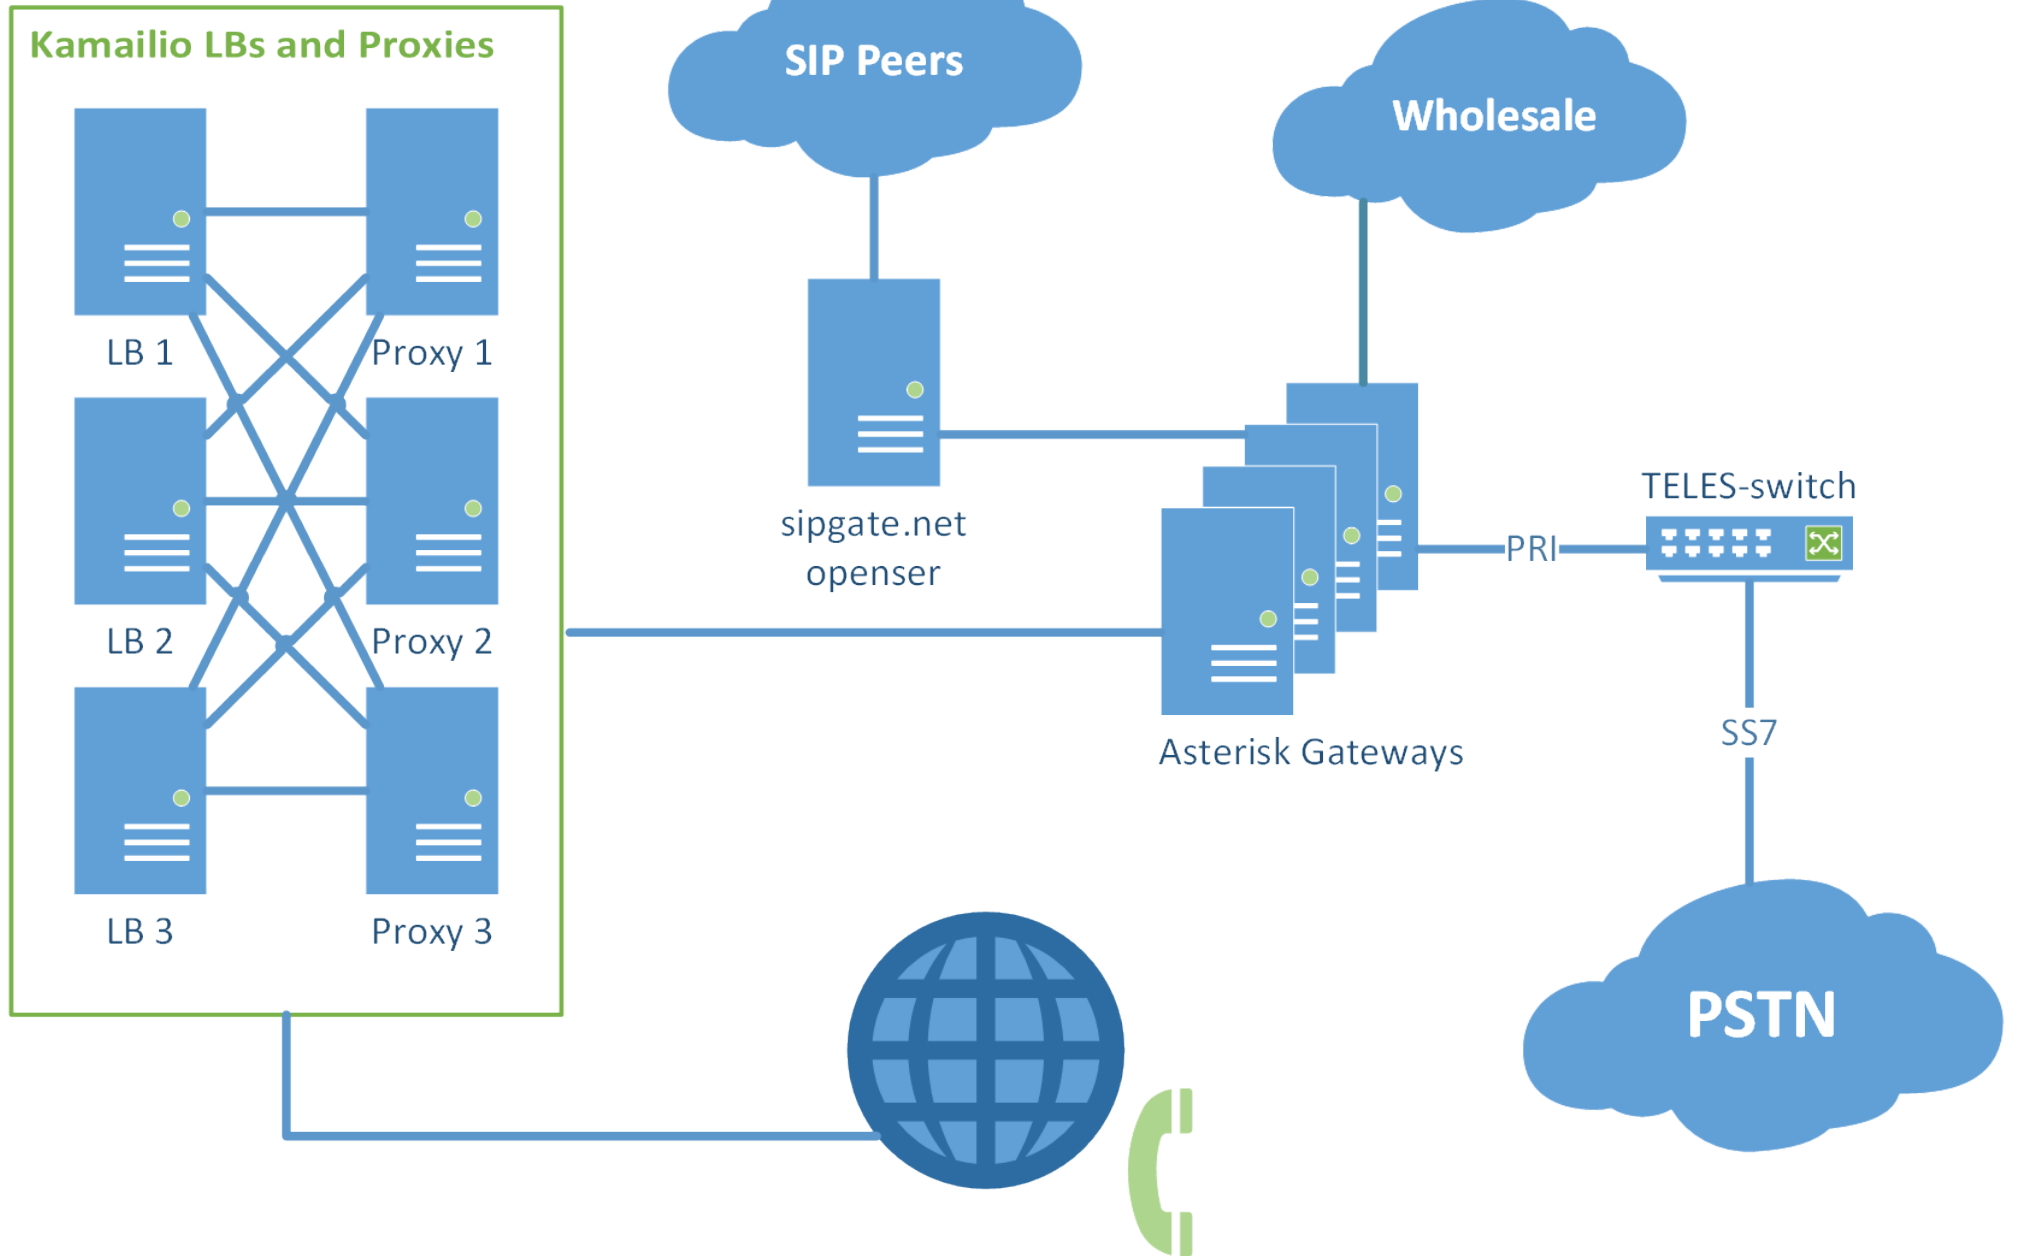 Kamailio LBs and Proxies
LB 1
Proxy 1
LB 2
Proxy 2
LB 3
Proxy 3
SIP Peers
Wholesale
sipgate.net
openser
Asterisk Gateways
PRI
TELES-switch
SS7
PSTN